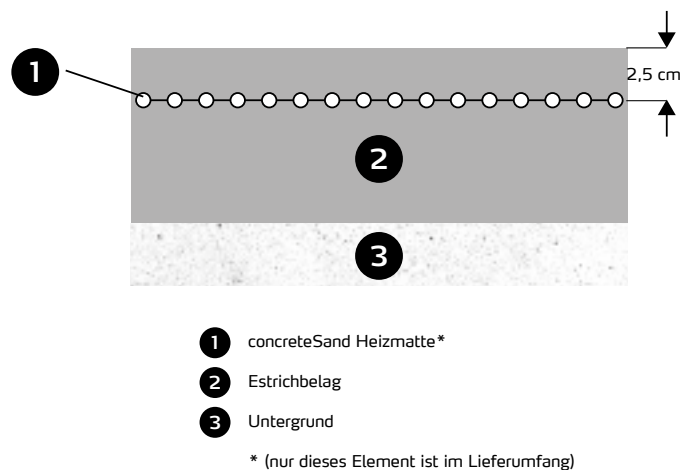 1
2,5 cm
2
3
1 concreteSand Heizmatte*
2 Estrichbelag
3 Untergrund
* (nur dieses Element ist im Lieferumfang)